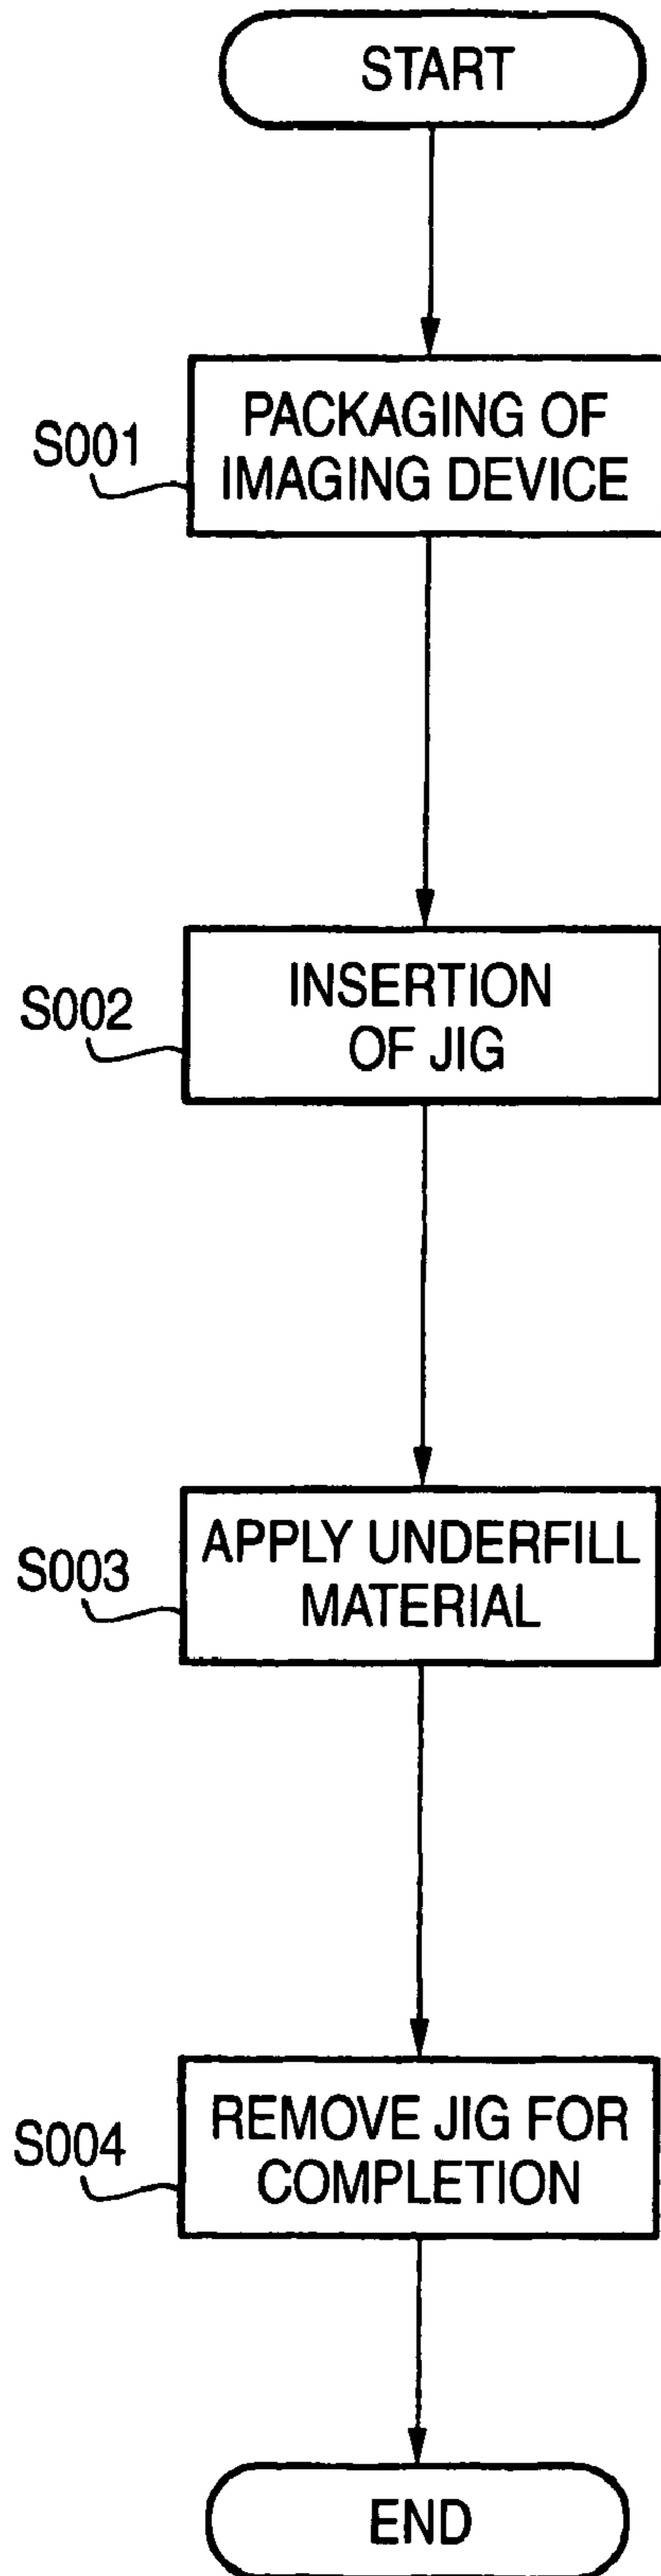 START
S001
PACKAGING OF
IMAGING DEVICE
S002
INSERTION
OF JIG
S003
APPLY UNDERFILL
MATERIAL
S004
REMOVE JIG FOR
COMPLETION
END